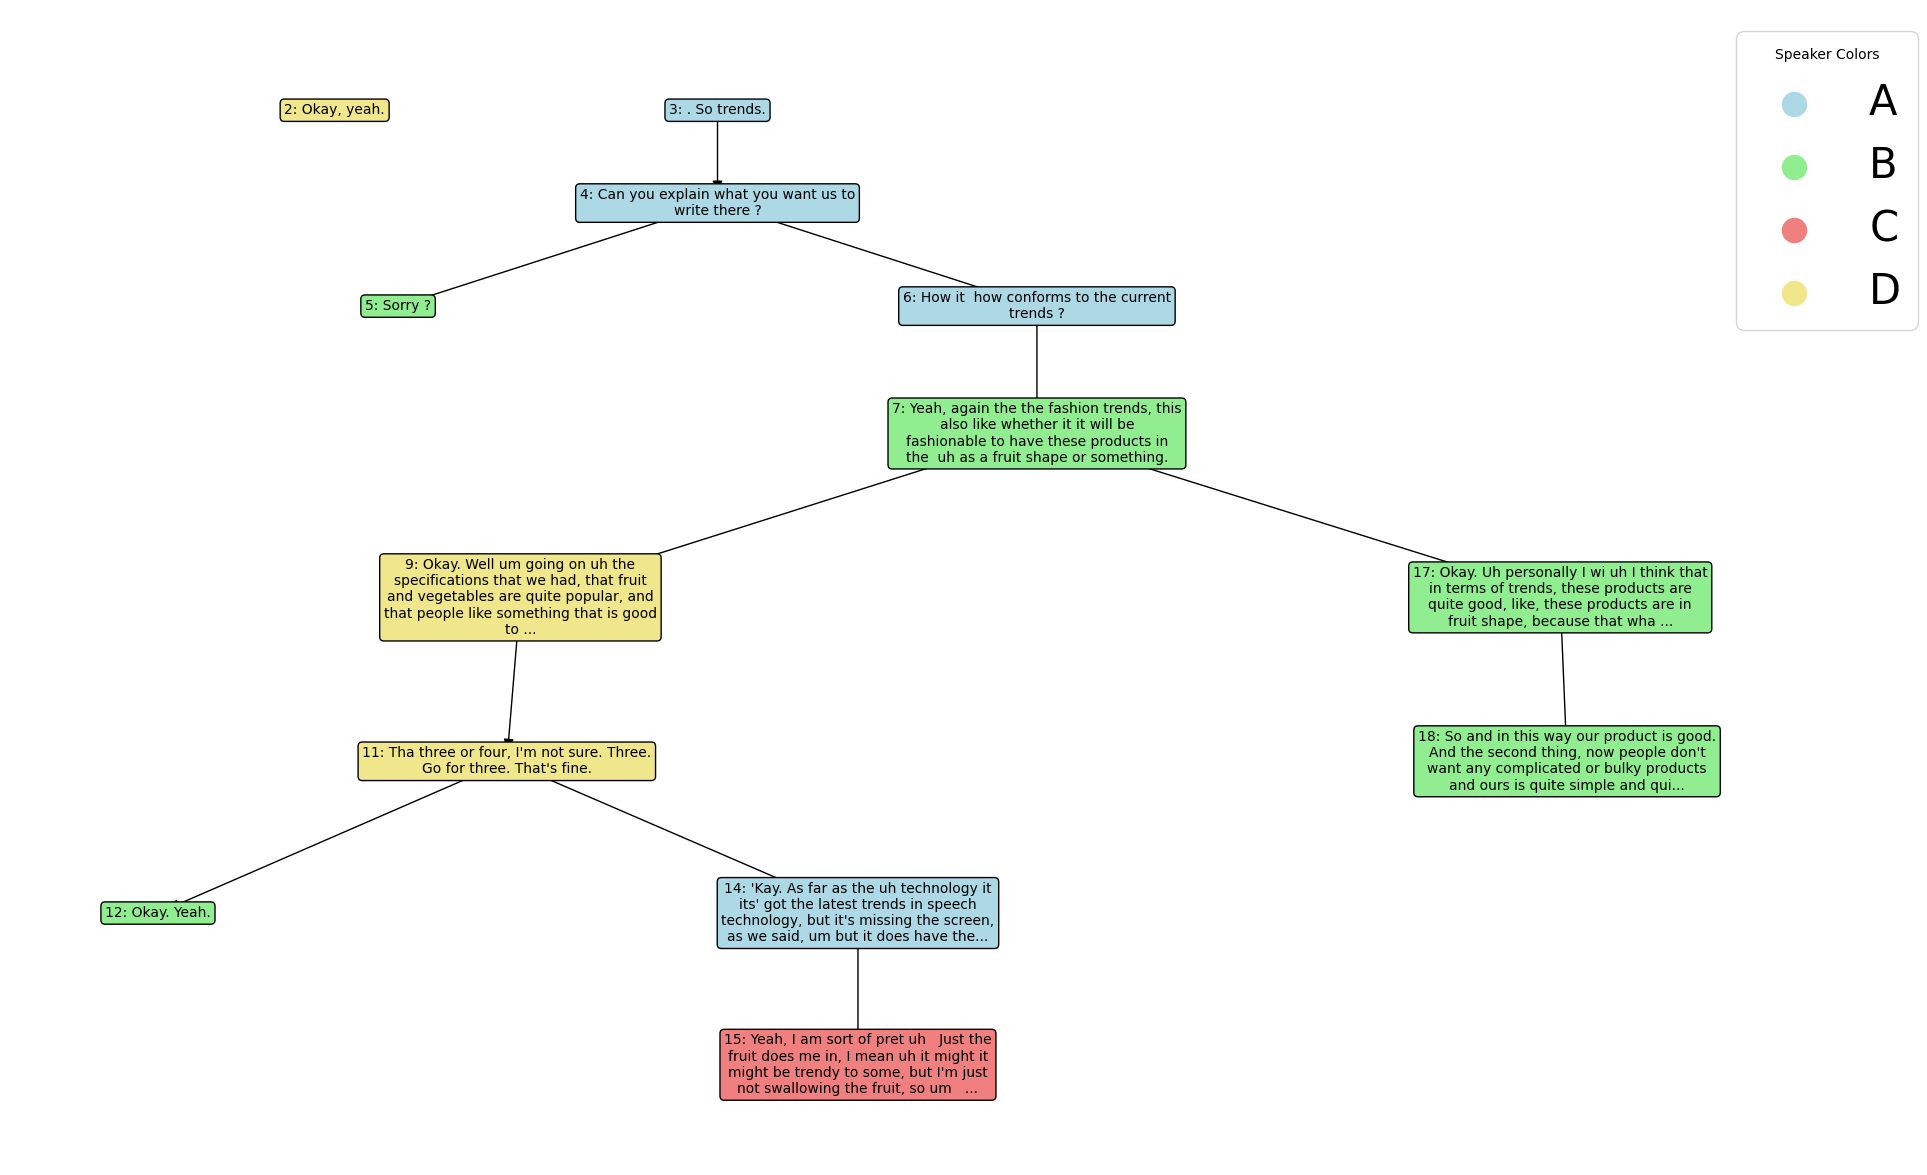 Speaker Colors
A
B
C
D
2: Okay, yeah.
3: . So trends.
4: Can you explain what you want us to
write there ?
5: Sorry ?
6: How it  how conforms to the current
trends ?
7: Yeah, again the the fashion trends, this
also like whether it it will be
fashionable to have these products in
the  uh as a fruit shape or something.
9: Okay. Well um going on uh the
specifications that we had, that fruit
and vegetables are quite popular, and
that people like something that is good
to ...
17: Okay. Uh personally I wi uh I think that
in terms of trends, these products are
quite good, like, these products are in
fruit shape, because that wha ...
11: Tha three or four, I'm not sure. Three.
Go for three. That's fine.
18: So and in this way our product is good.
And the second thing, now people don't
want any complicated or bulky products
and ours is quite simple and qui...
12: Okay. Yeah.
14: 'Kay. As far as the uh technology it
its' got the latest trends in speech
technology, but it's missing the screen,
as we said, um but it does have the...
15: Yeah, I am sort of pret uh   Just the
fruit does me in, I mean uh it might it
might be trendy to some, but I'm just
not swallowing the fruit, so um   ...